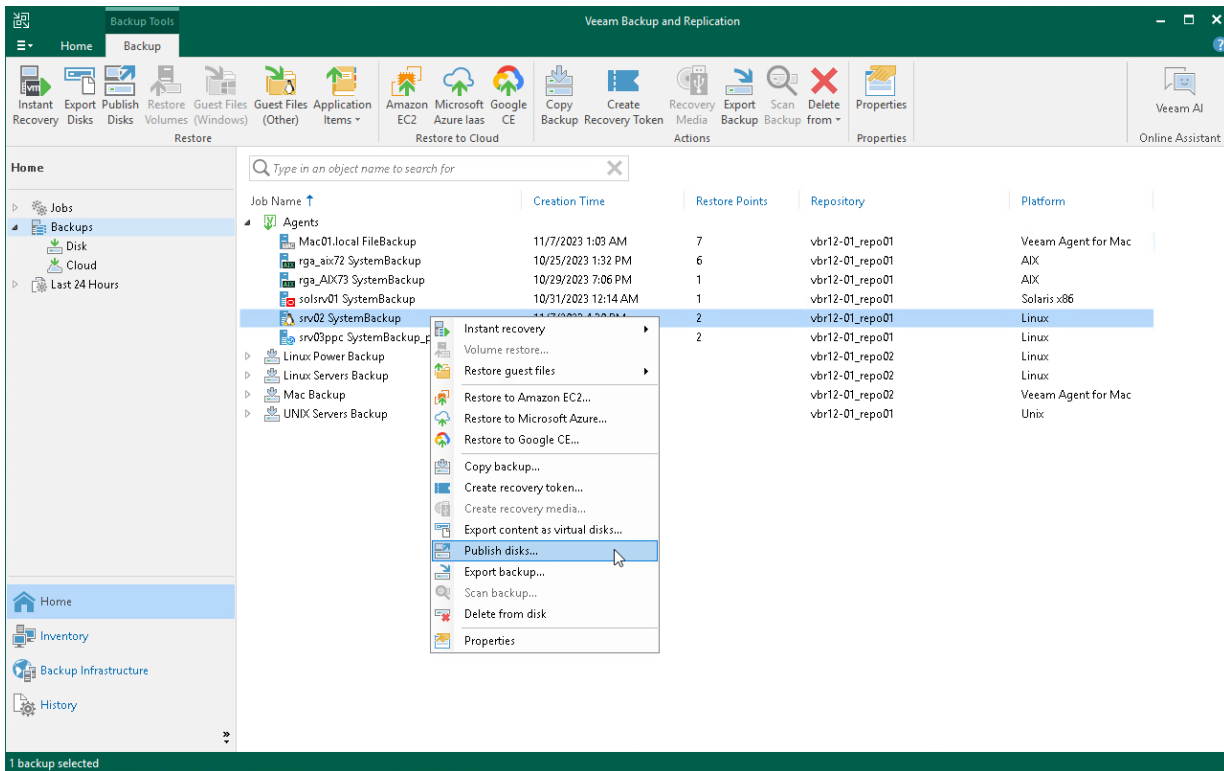 Backup Tools
Veeam Backup and Replication
Home Backup
Instant Recovery
Export Disks
Publish Disks
Restore Volumes
Guest Files (Windows)
Guest Files (Other)
Application Items
Amazon EC2
Microsoft Azure Iaas
Google CE
Copy Backup
Create Recovery Token
Recovery Media
Export Backup
Scan Backup
Delete from
Properties
Veeam AI
Restore
Restore to Cloud
Actions
Properties
Online Assistant
Home
Jobs
Backups
Disk
Cloud
Last 24 Hours
Home
Inventory
Backup Infrastructure
History
Type in an object name to search for
Job Name Creation Time Restore Points Repository Platform
Agents
Mac01.local FileBackup 11/7/2023 1:03 AM 7 vbr12-01_repo01 Veeam Agent for Mac
rga_aix72 SystemBackup 10/25/2023 1:32 PM 6 vbr12-01_repo01 AIX
rga_AIX73 SystemBackup 10/29/2023 7:06 PM 1 vbr12-01_repo01 AIX
solsrv01 SystemBackup 10/31/2023 12:14 AM 1 vbr12-01_repo01 Solaris x86
srv02 SystemBackup 2 vbr12-01_repo01 Linux
srv03ppc SystemBackup_p 2 vbr12-01_repo01 Linux
Linux Power Backup vbr12-01_repo02 Linux
Linux Servers Backup vbr12-01_repo02 Linux
Mac Backup vbr12-01_repo02 Veeam Agent for Mac
UNIX Servers Backup vbr12-01_repo01 Unix
Instant recovery
Volume restore...
Restore guest files
Restore to Amazon EC2...
Restore to Microsoft Azure...
Restore to Google CE...
Copy backup...
Create recovery token...
Create recovery media...
Export content as virtual disks...
Publish disks...
Export backup...
Scan backup...
Delete from disk
Properties
1 backup selected